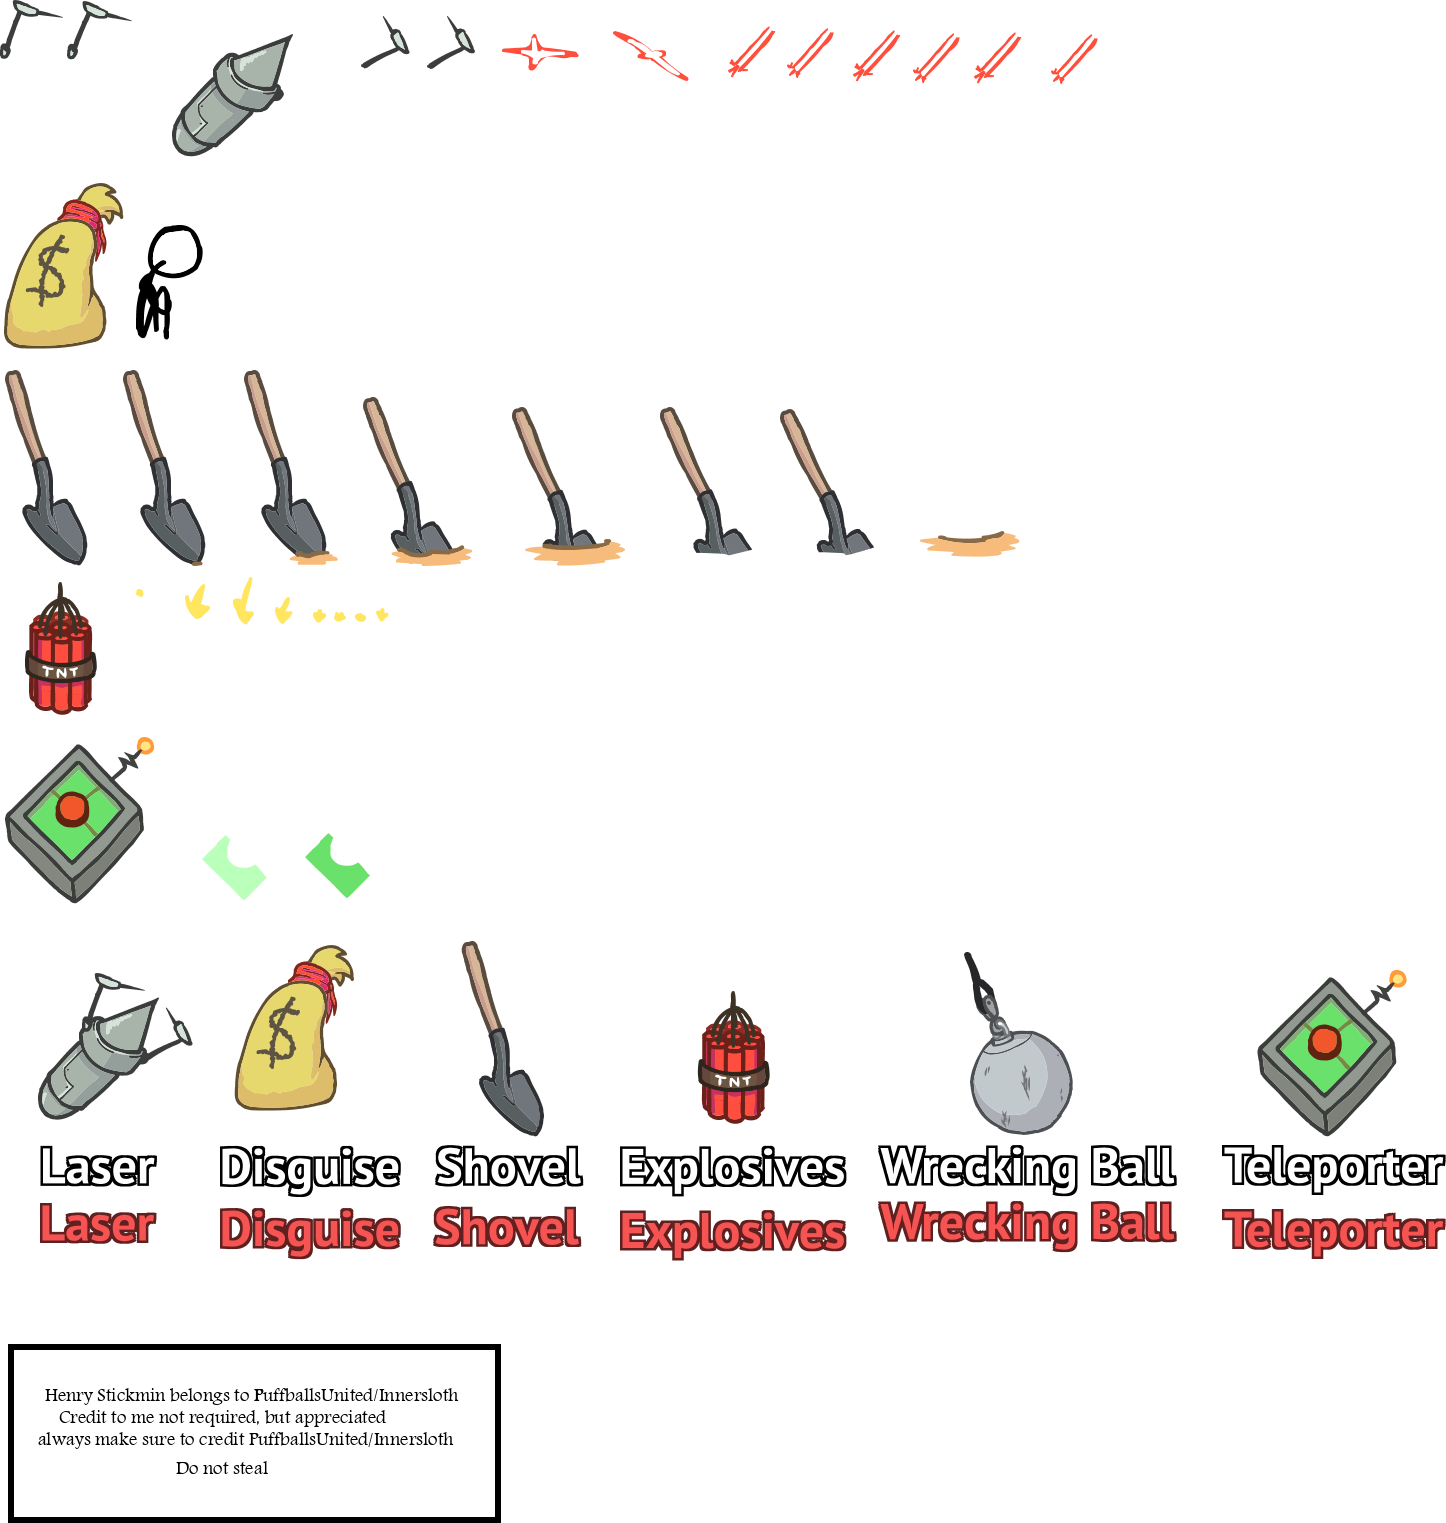 $
TNT
$
TNT
Laser Disguise Shovel Explosives Wrecking Ball Teleporter
Laser Disguise Shovel Explosives Wrecking Ball Teleporter
Henry Stickmin belongs to PuffballsUnited/Innersloth
Credit to me not required, but appreciated
always make sure to credit PuffballsUnited/Innersloth
Do not steal